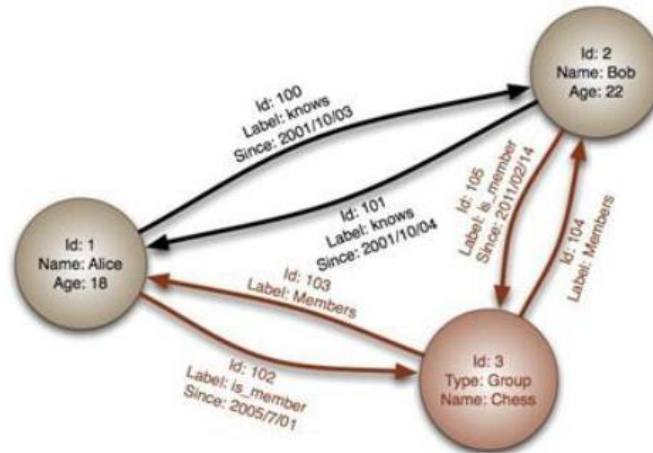 Id: 2
Name: Bob
Age: 22
Id: 100
Label: knows
Since: 2001/10/03
Id: 101
Label: knows
Since: 2001/10/04
Id: 105
Label: is_member
Since: 2011/02/14
Id: 104
Label: Members
Id: 1
Name: Alice
Age: 18
Id: 103
Label: Members
Id: 102
Label: is_member
Since: 2005/7/01
Id: 3
Type: Group
Name: Chess